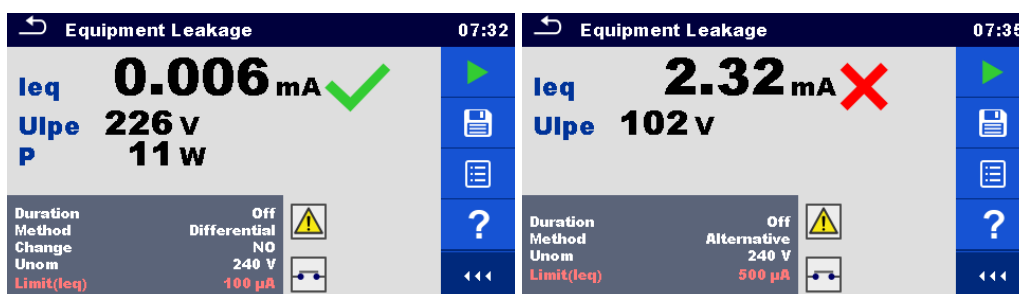 Equipment Leakage 07:32
Ieq 0.006 mA
Ulpe 226 V
P 11 W
Duration Off
Method Differential
Change NO
Unom 240 V
Limit(Ieq) 100 µA
?
Equipment Leakage 07:35
Ieq 2.32 mA
Ulpe 102 V
Duration Off
Method Alternative
Unom 240 V
Limit(Ieq) 500 µA
?